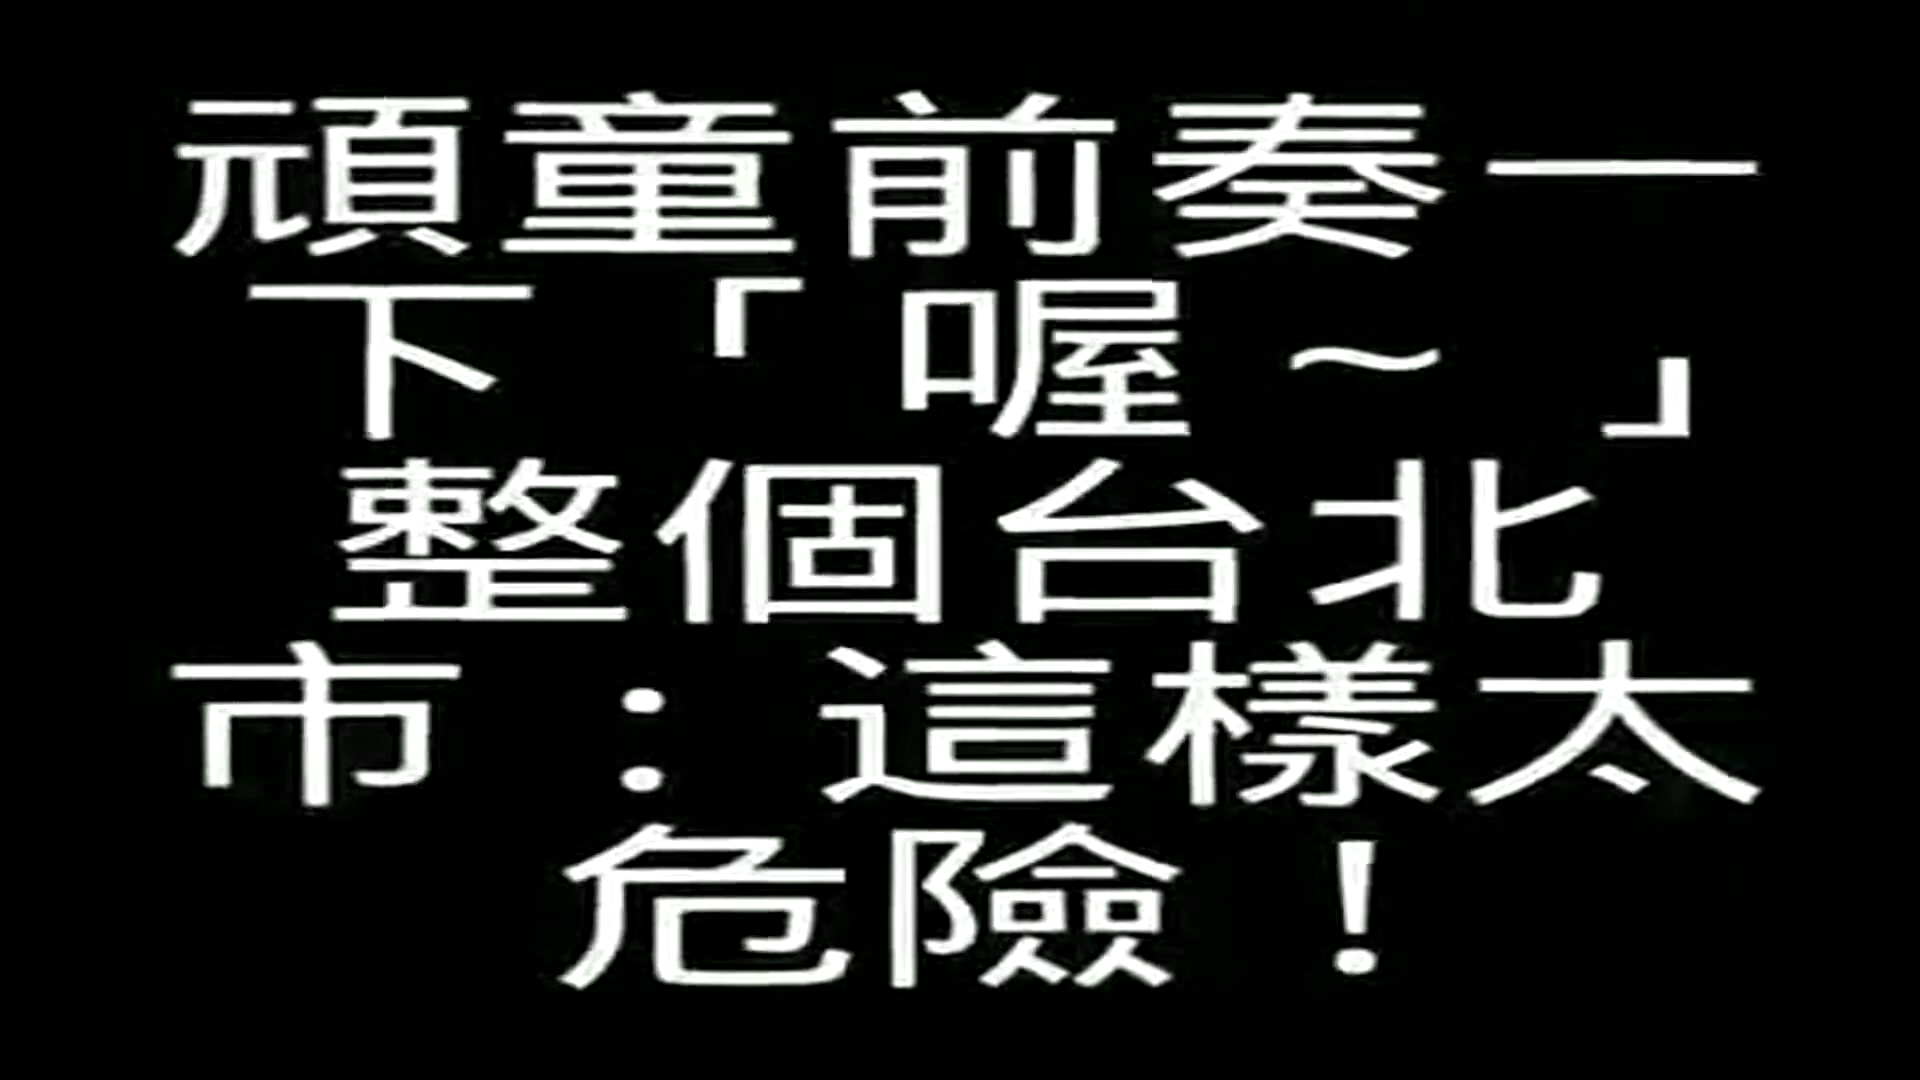 頑童前奏一
下「喔~」
整個台北
市：這樣太
危險！